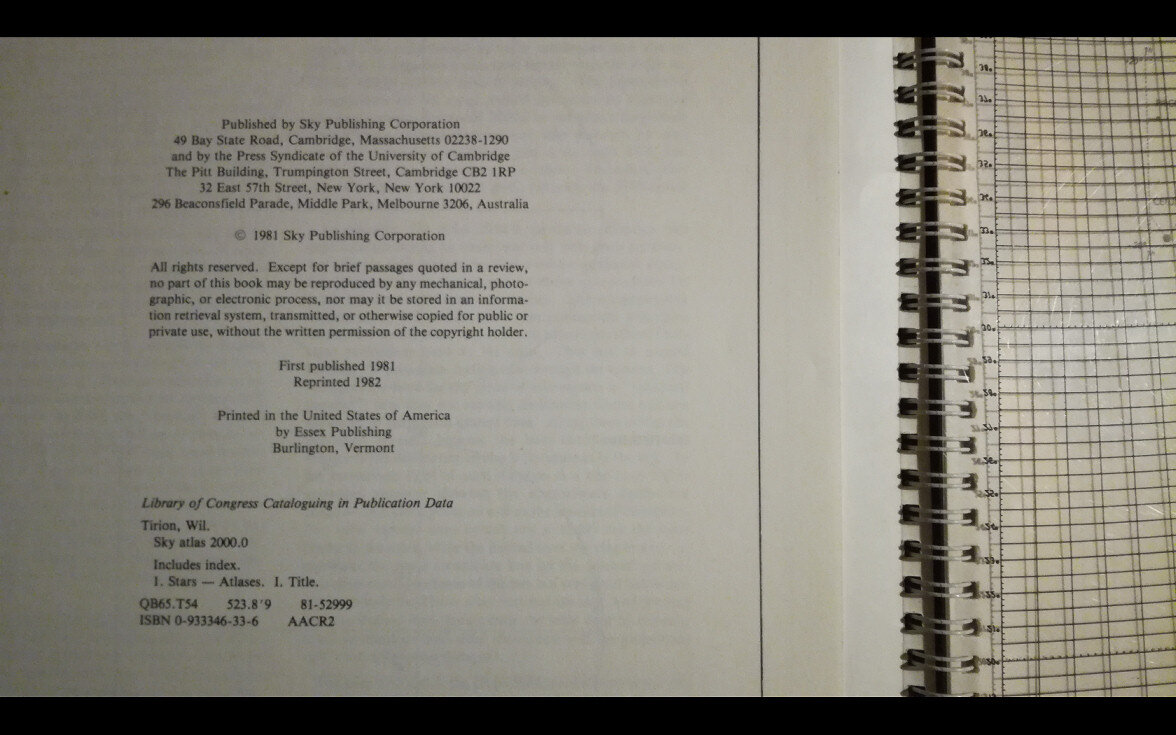 Published by Sky Publishing Corporation
49 Bay State Road, Cambridge, Massachusetts 02238-1290
and by the Press Syndicate of the University of Cambridge
The Pitt Building, Trumpington Street, Cambridge CB2 1RP
32 East 57th Street, New York, New York 10022
296 Beaconsfield Parade, Middle Park, Melbourne 3206, Australia
© 1981 Sky Publishing Corporation
All rights reserved. Except for brief passages quoted in a review,
no part of this book may be reproduced by any mechanical, photo-
graphic, or electronic process, nor may it be stored in an informa-
tion retrieval system, transmitted, or otherwise copied for public or
private use, without the written permission of the copyright holder.
First published 1981
Reprinted 1982
Printed in the United States of America
by Essex Publishing
Burlington, Vermont
Library of Congress Cataloguing in Publication Data
Tirion, Wil.
Sky atlas 2000.0
Includes index.
1. Stars — Atlases. I. Title.
QB65.T54 523.8'9 81-52999
ISBN 0-933346-33-6 AACR2